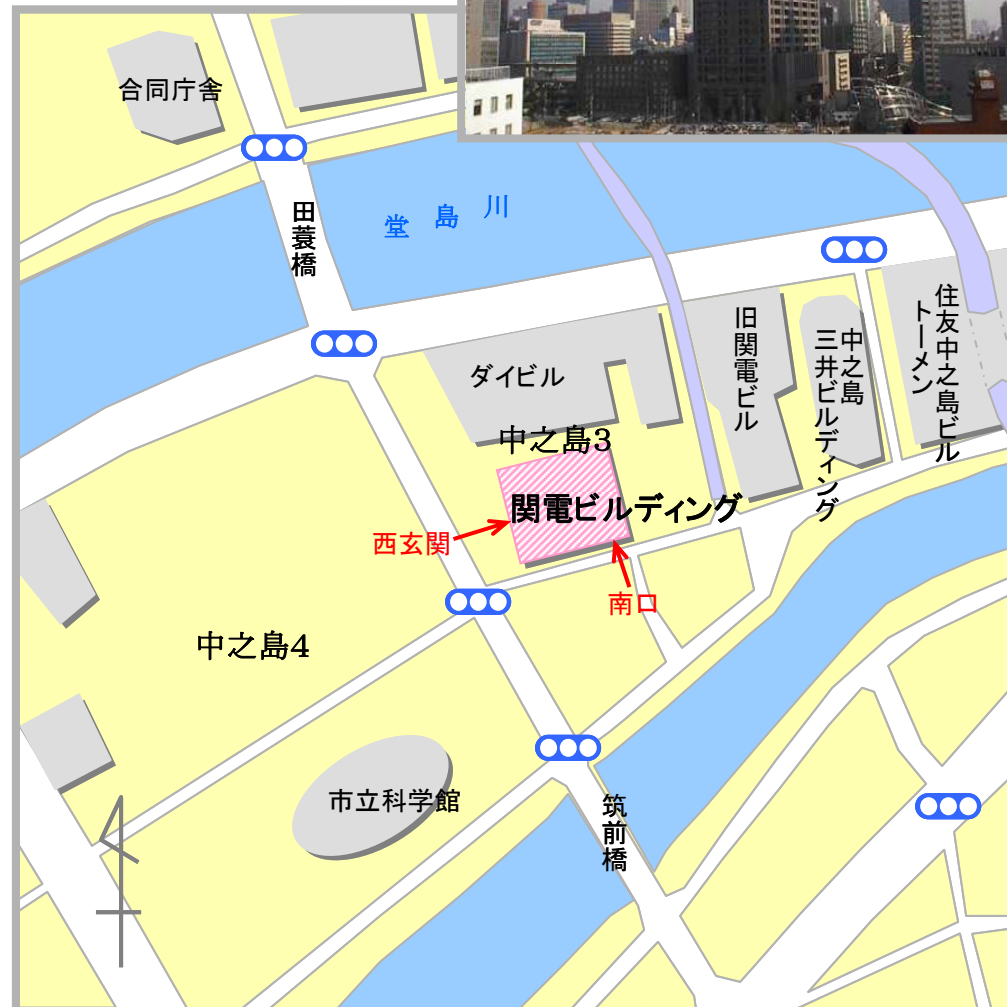 合同庁舎
田蓑橋
堂島川
住友中之島ビル
トーメン
旧関電ビル
中之島
三井ビルディング
ダイビル
中之島3
関電ビルディング
西玄関
南口
中之島4
市立科学館
筑前橋